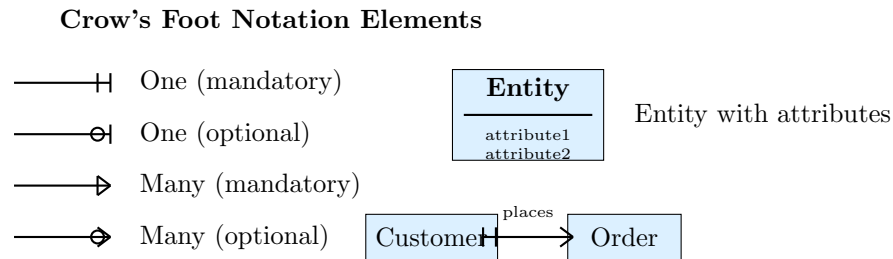 Crow's Foot Notation Elements
One (mandatory)
One (optional)
Many (mandatory)
Many (optional)
Entity
attribute1
attribute2
Entity with attributes
Customer
places
Order